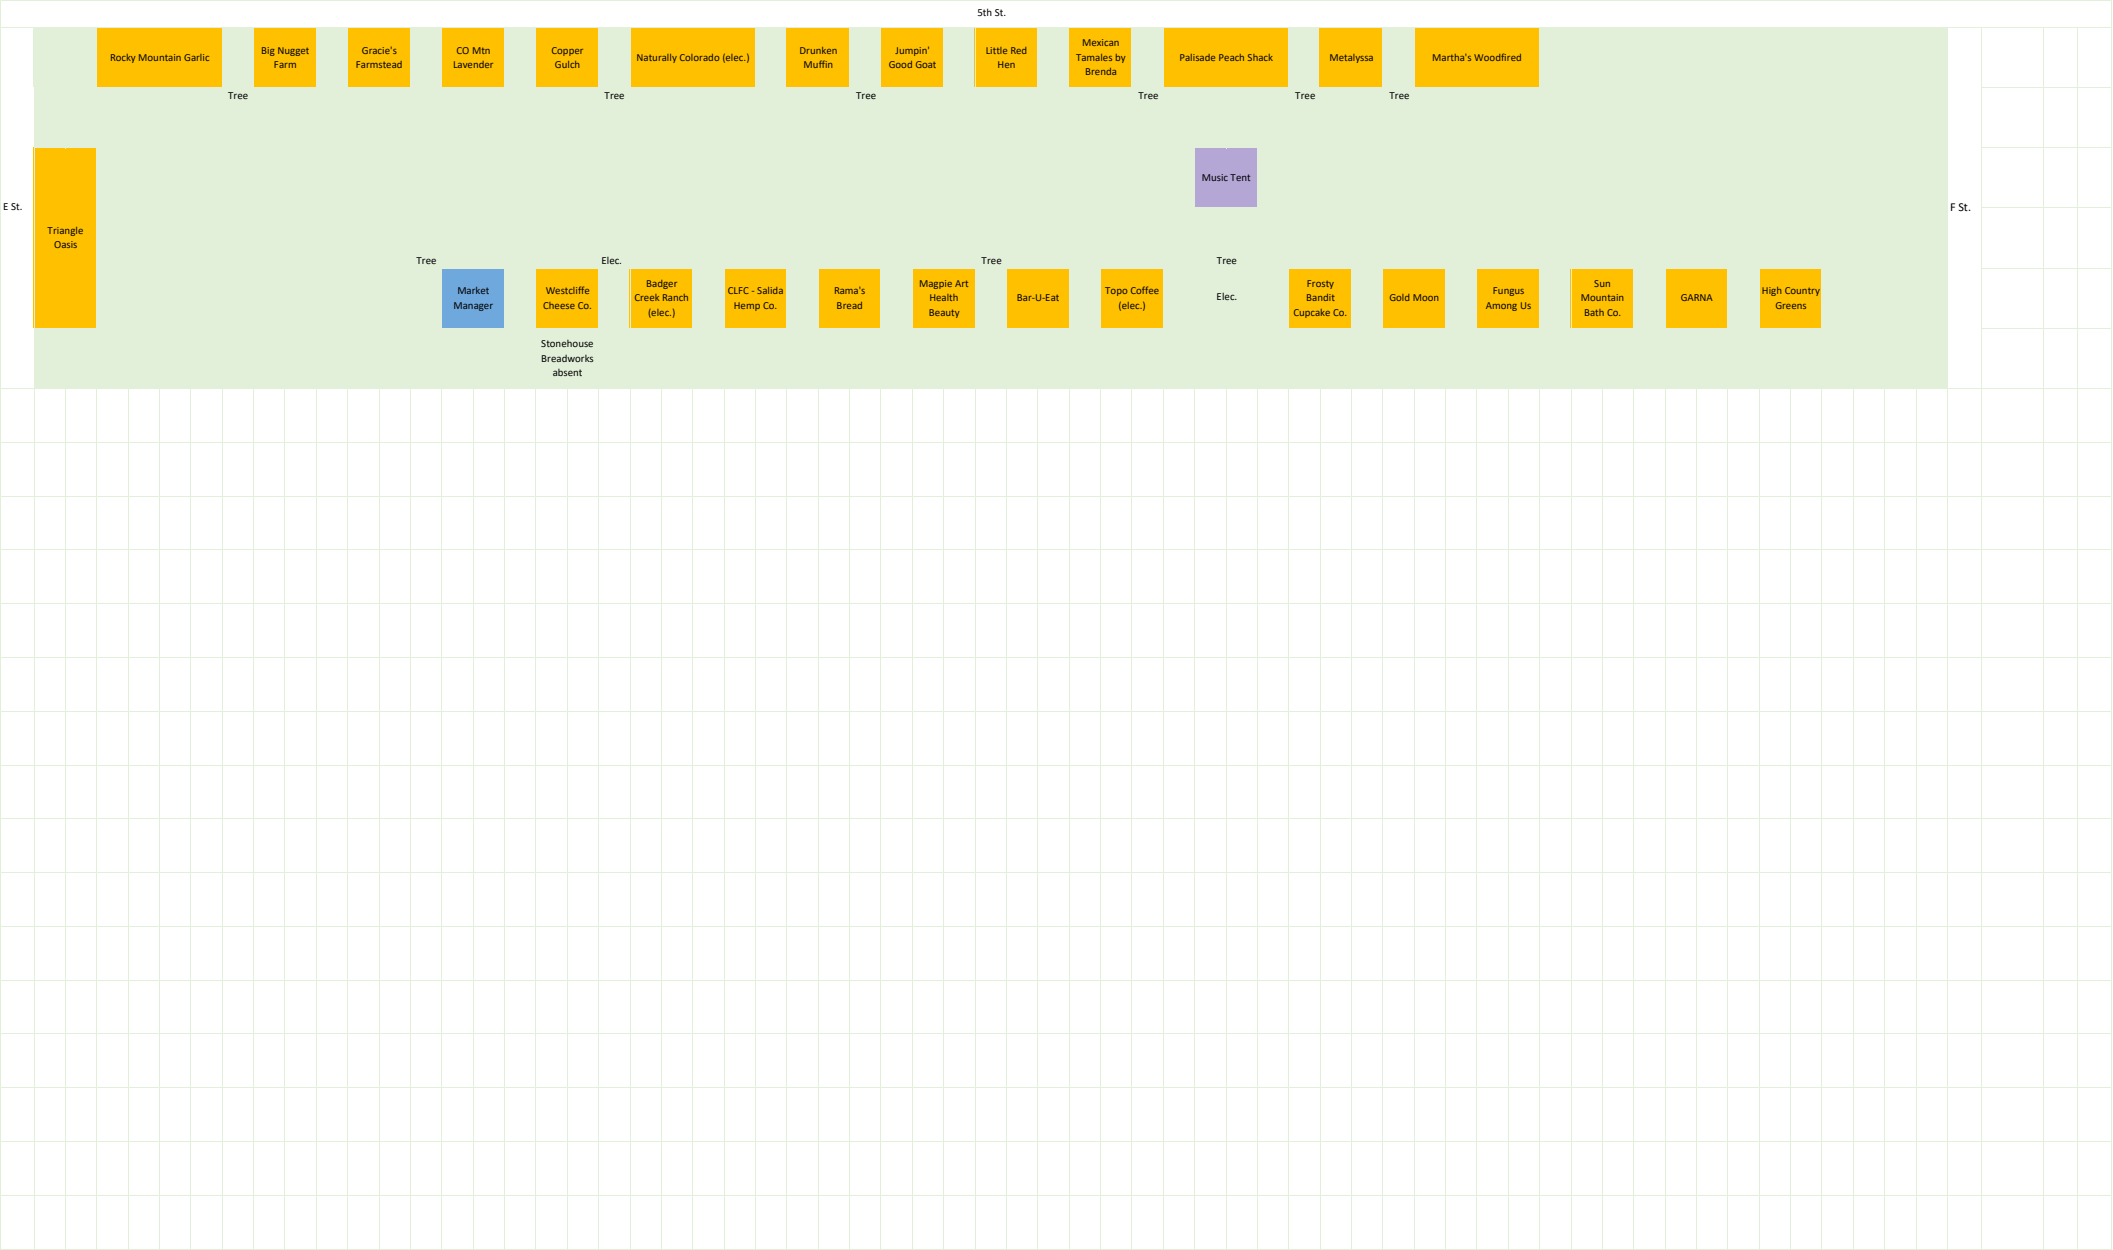 5th St.
Rocky Mountain Garlic
Big Nugget
Farm
Gracie's
Farmstead
CO Mtn
Lavender
Copper
Gulch
Naturally Colorado (elec.)
Drunken
Muffin
Jumpin'
Good Goat
Little Red
Hen
Mexican
Tamales by
Brenda
Palisade Peach Shack
Metalyssa
Martha's Woodfired
Tree
Tree
Tree
Tree
Tree
Tree
Music Tent
E St.
F St.
Triangle
Oasis
Tree
Elec.
Tree
Tree
Market
Manager
Westcliffe
Cheese Co.
Badger
Creek Ranch
(elec.)
CLFC - Salida
Hemp Co.
Rama's
Bread
Magpie Art
Health
Beauty
Bar-U-Eat
Topo Coffee
(elec.)
Elec.
Frosty
Bandit
Cupcake Co.
Gold Moon
Fungus
Among Us
Sun
Mountain
Bath Co.
GARNA
High Country
Greens
Stonehouse
Breadworks
absent